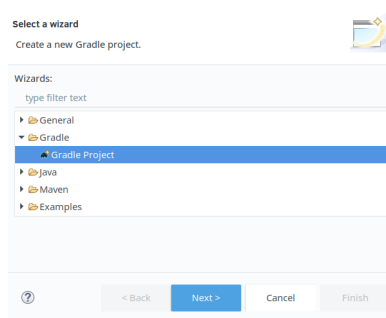 Select a wizard
Create a new Gradle project.
Wizards:
type filter text
General
Gradle
Gradle Project
Java
Maven
Examples
? < Back Next > Cancel Finish